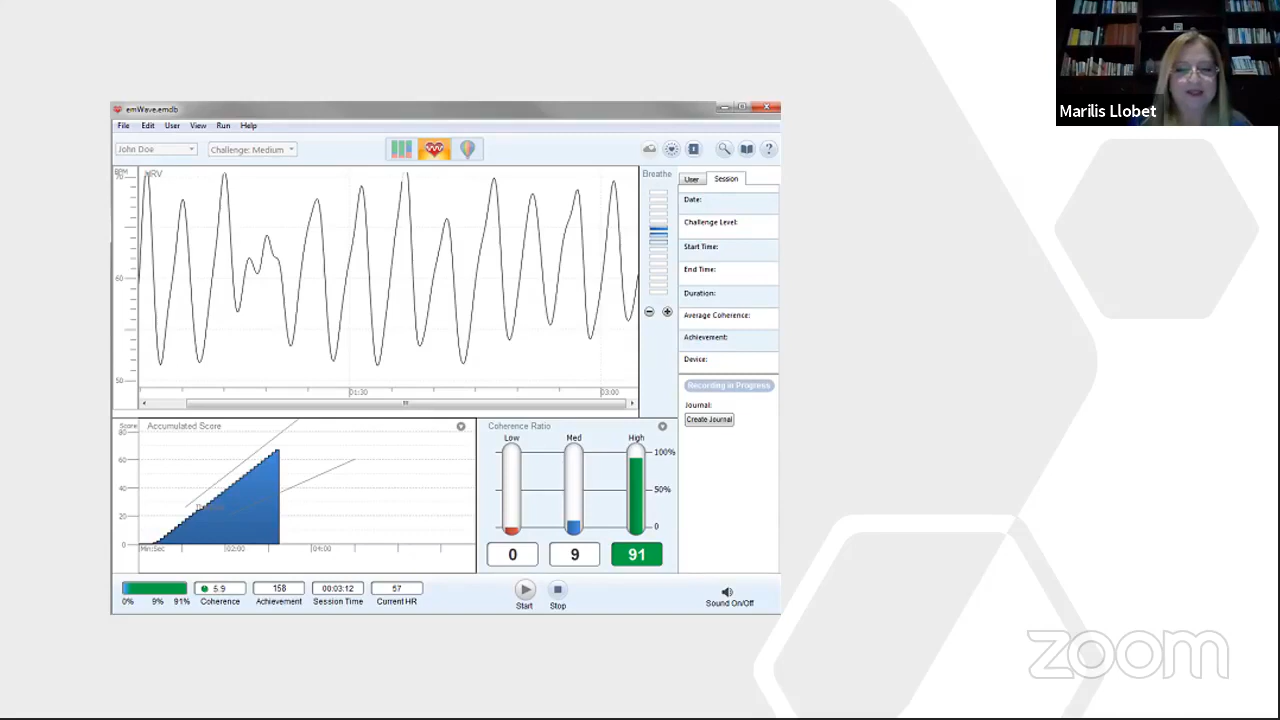 Marilis Llobet
emWave.emdb
File Edit User View Run Help
John Doe
Challenge: Medium
BPM
HRV
70
60
50
01:30
03:00
Breathe
User
Session
Date:
Challenge Level:
Start Time:
End Time:
Duration:
Average Coherence:
Achievement:
Device:
Recording in Progress
Journal:
Create Journal
Score
Accumulated Score
80
60
40
20
0
Min:Sec
02:00
04:00
Coherence Ratio
Low
Med
High
100%
50%
0
0
9
91
0% 9% 91%
5.9
Coherence
158
Achievement
00:03:12
Session Time
57
Current HR
Start
Stop
Sound On/Off
zoom